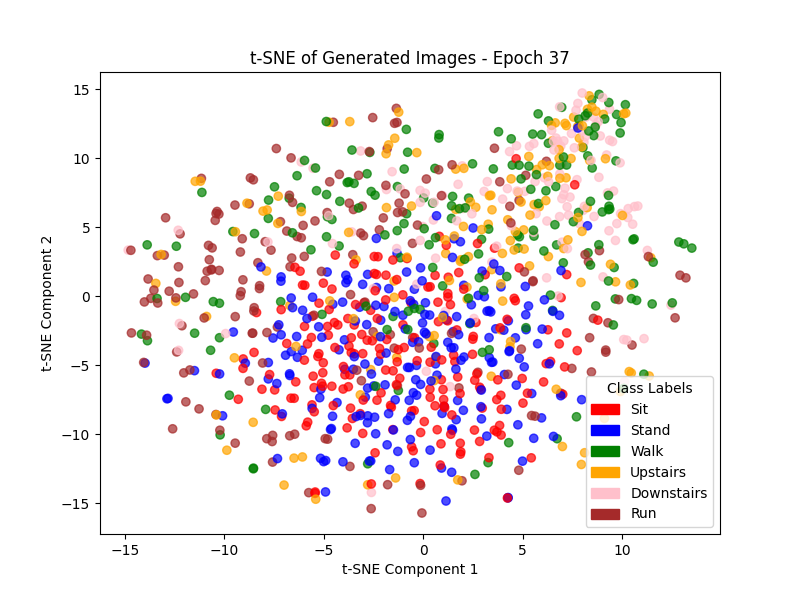 t-SNE of Generated Images - Epoch 37
15
10
5
0
−5
−10
−15
t-SNE Component 2
−15
−10
−5
0
5
10
t-SNE Component 1
Class Labels
Sit
Stand
Walk
Upstairs
Downstairs
Run